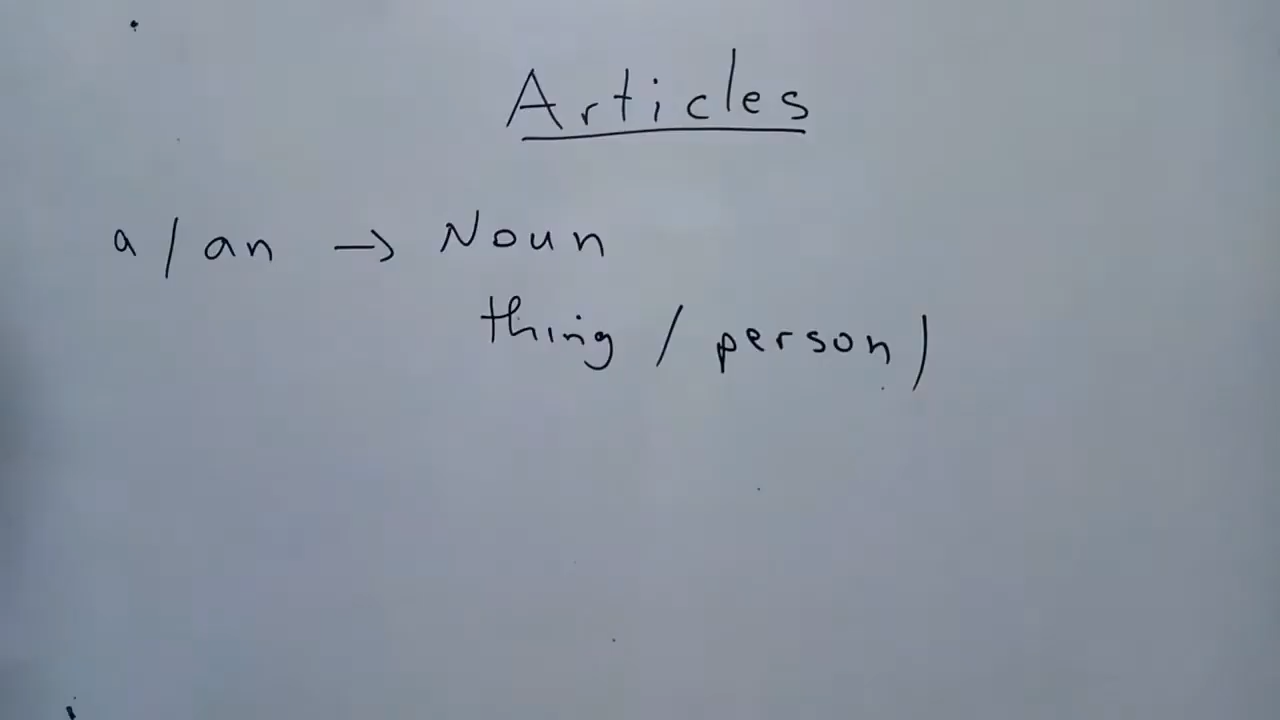 Articles
a / an → Noun
thing / person /